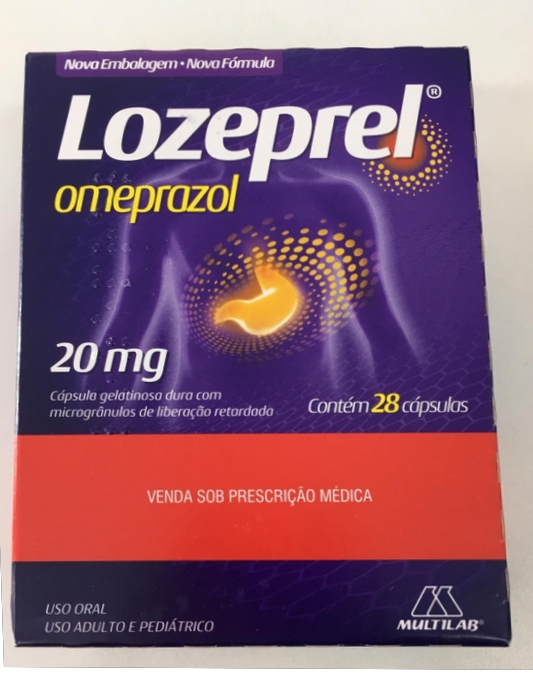 Nova Embalagem • Nova Fórmula
Lozeprel®
omeprazol
20 mg
Cápsula gelatinosa dura com
microgrânulos de liberação retardada
Contém 28 cápsulas
VENDA SOB PRESCRIÇÃO MÉDICA
USO ORAL
USO ADULTO E PEDIÁTRICO
MULTILAB®